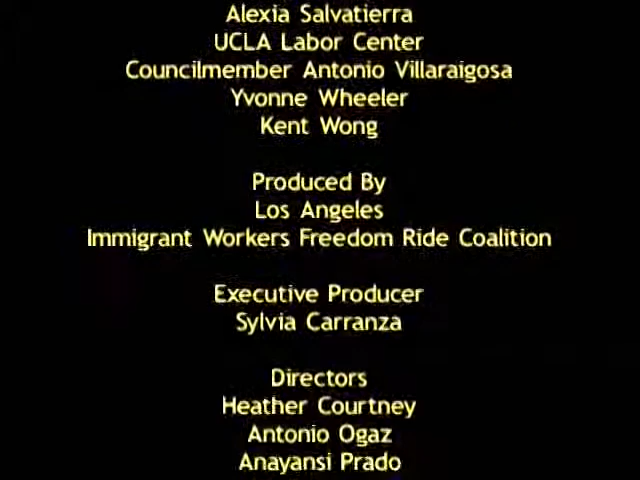 Alexia Salvatierra
UCLA Labor Center
Councilmember Antonio Villaraigosa
Yvonne Wheeler
Kent Wong
Produced By
Los Angeles
Immigrant Workers Freedom Ride Coalition
Executive Producer
Sylvia Carranza
Directors
Heather Courtney
Antonio Ogaz
Anayansi Prado